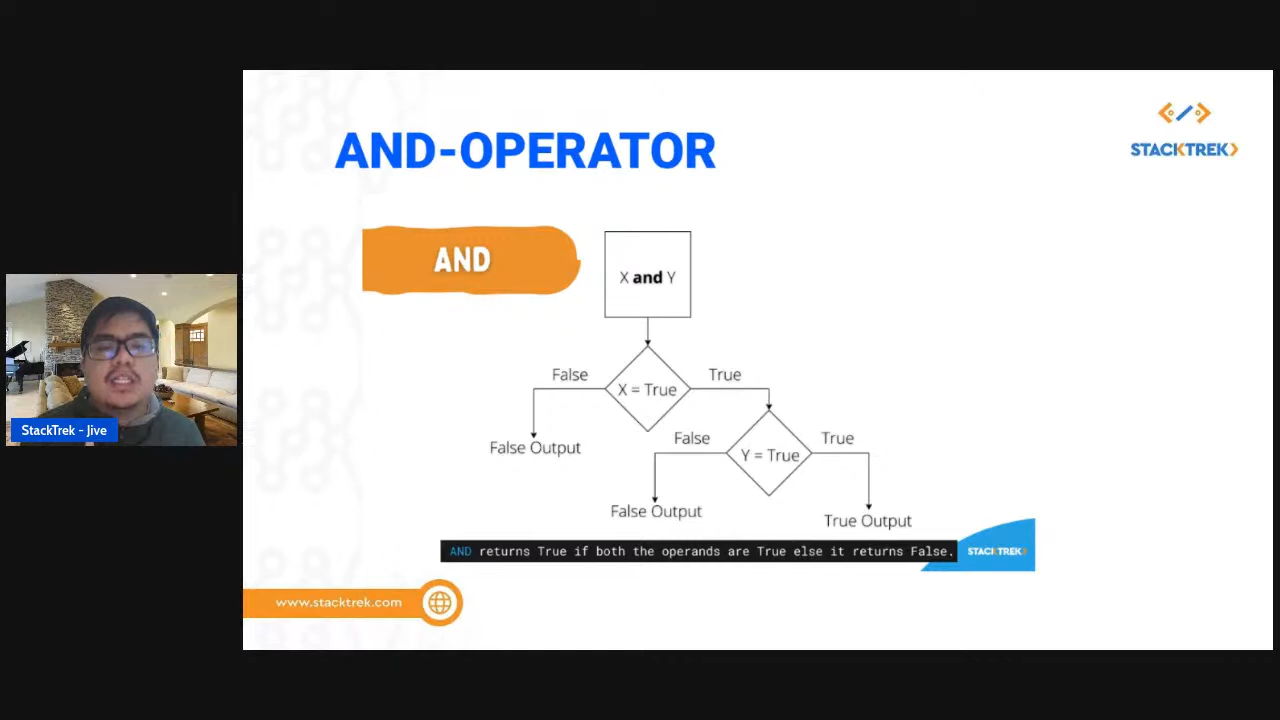 AND-OPERATOR
STACKTREK
AND
X and Y
False
X = True
True
False Output
False
Y = True
True
False Output
True Output
AND returns True if both the operands are True else it returns False.
STACKTREK
www.stacktrek.com
StackTrek - Jive